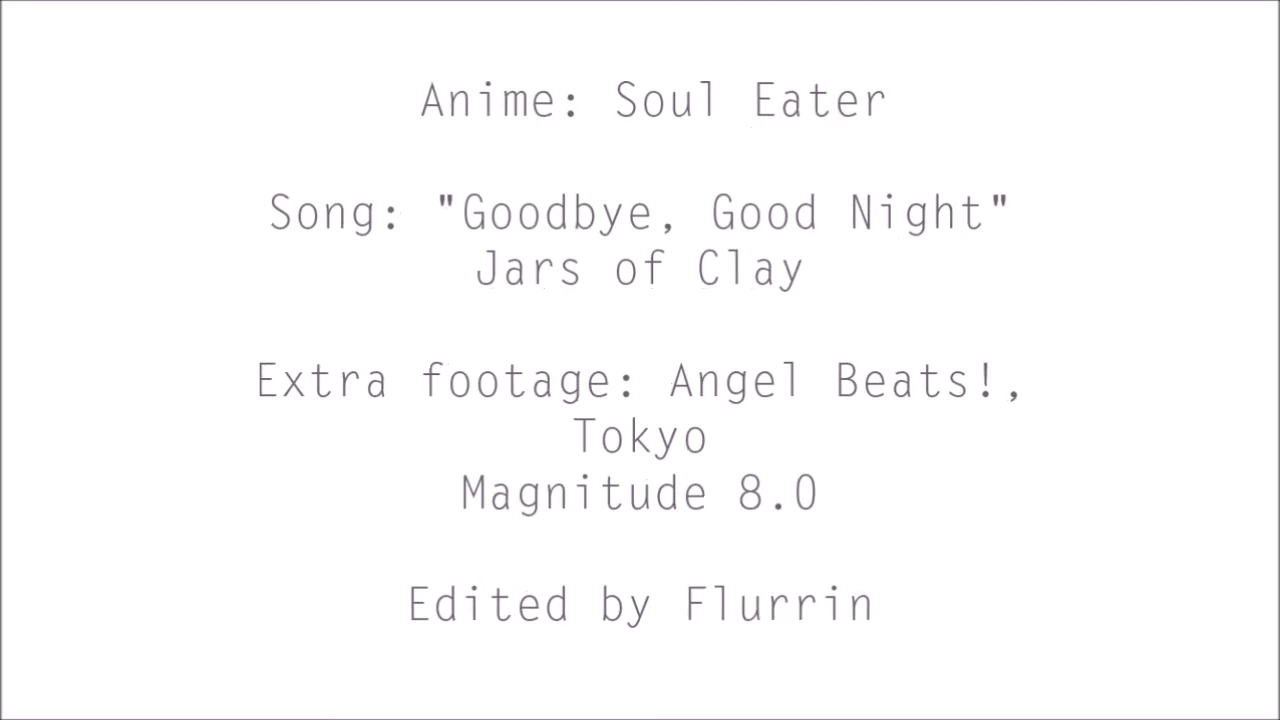 Anime: Soul Eater
Song: "Goodbye, Good Night"
Jars of Clay
Extra footage: Angel Beats!,
Tokyo
Magnitude 8.0
Edited by Flurrin